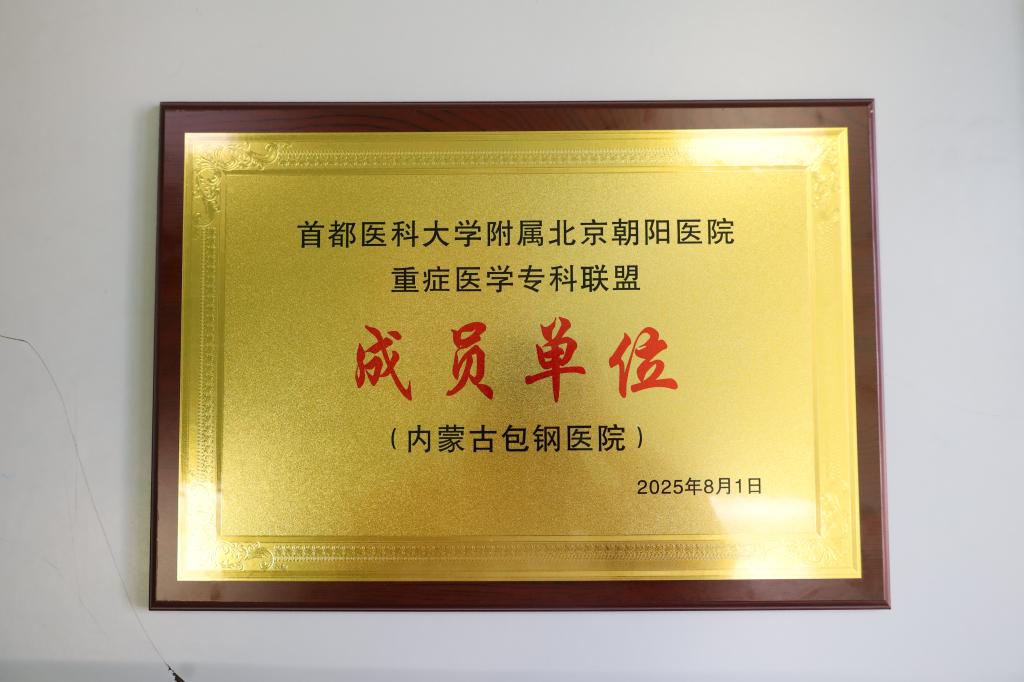 首都医科大学附属北京朝阳医院
重症医学专科联盟
成员单位
（内蒙古包钢医院）
2025年8月1日